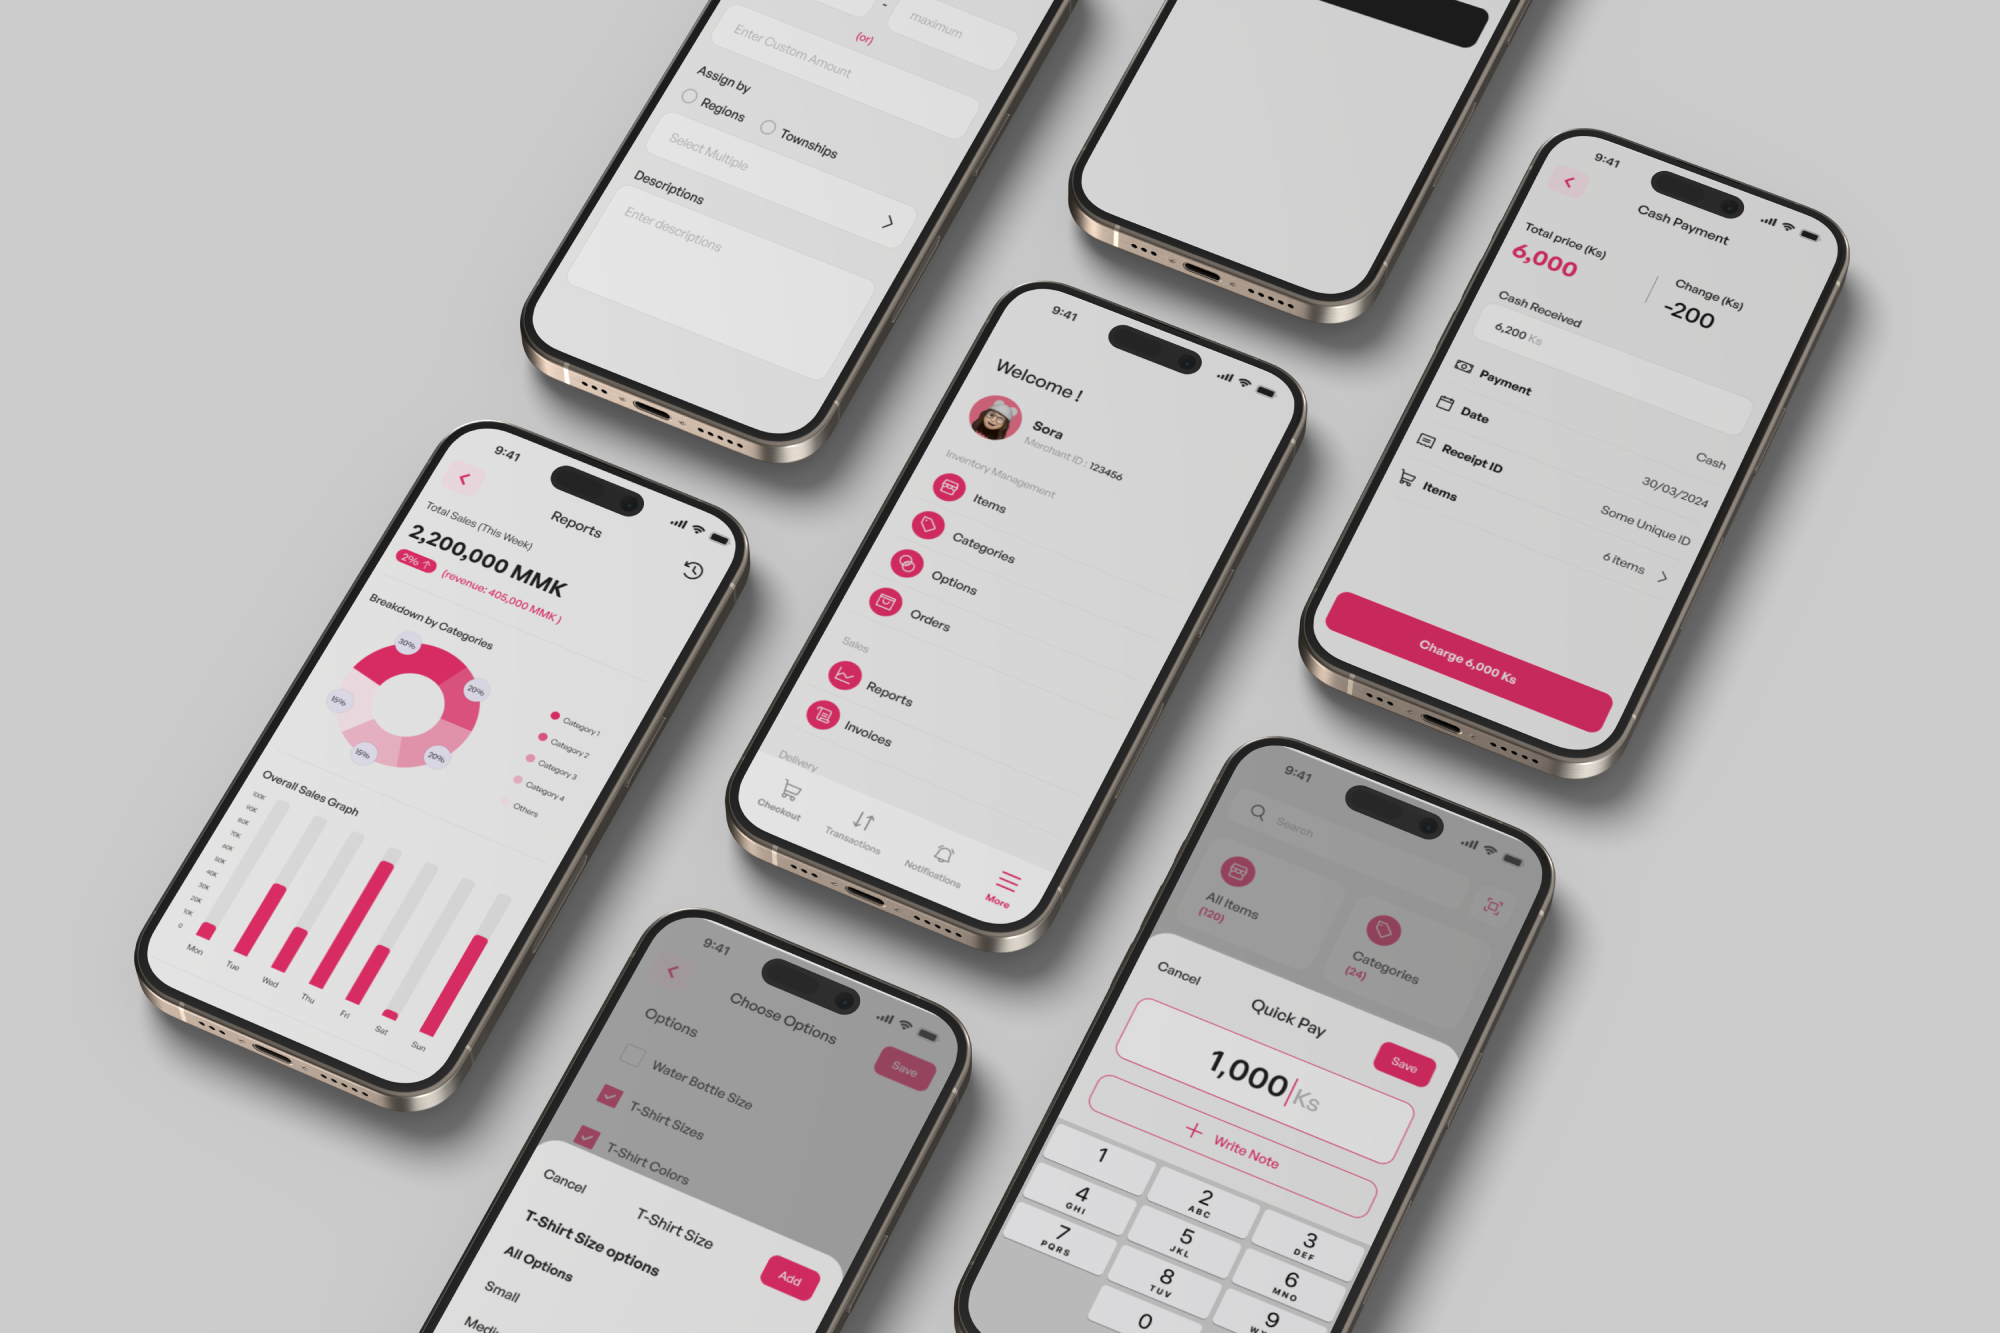 maximum
-
(or)
Enter Custom Amount
Assign by
Regions
Townships
Select Multiple
Descriptions
Enter descriptions
9:41
Cash Payment
Total price (Ks)
6,000
Change (Ks)
-200
Cash Received
6,200 Ks
Payment
Cash
Date
30/03/2024
Receipt ID
Some Unique ID
Items
6 items
Charge 6,000 Ks
9:41
Welcome !
Sora
Merchant ID : 123456
Inventory Management
Items
Categories
Options
Orders
Sales
Reports
Invoices
Delivery
Checkout
Transactions
Notifications
More
9:41
Reports
Total Sales (This Week)
2,200,000 MMK
2%
(revenue: 405,000 MMK )
Breakdown by Categories
30%
20%
15%
15%
20%
Category 1
Category 2
Category 3
Category 4
Others
Overall Sales Graph
100K
90K
80K
70K
60K
50K
40K
30K
20K
10K
0
Mon
Tue
Wed
Thu
Fri
Sat
Sun
9:41
Choose Options
Options
Save
Water Bottle Size
T-Shirt Sizes
T-Shirt Colors
Cancel
T-Shirt Size
Add
T-Shirt Size options
All Options
Small
9:41
Search
All Items
(120)
Categories
(24)
Cancel
Quick Pay
Save
1,000 Ks
Write Note
1
2
ABC
3
DEF
4
GHI
5
JKL
6
MNO
7
PQRS
8
TUV
9
0